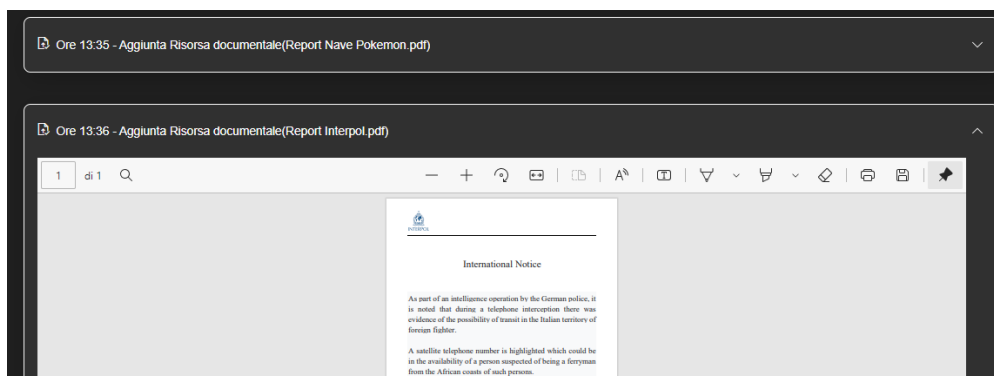 Ore 13:35 - Aggiunta Risorsa documentale(Report Nave Pokemon.pdf)
Ore 13:36 - Aggiunta Risorsa documentale(Report Interpol.pdf)
1 di 1
INTERPOL
International Notice
As part of an intelligence operation by the German police, it
is noted that during a telephone interception there was
evidence of the possibility of transit in the Italian territory of
foreign fighter.
A satellite telephone number is highlighted which could be
in the availability of a person suspected of being a ferryman
from the African coasts of such persons.